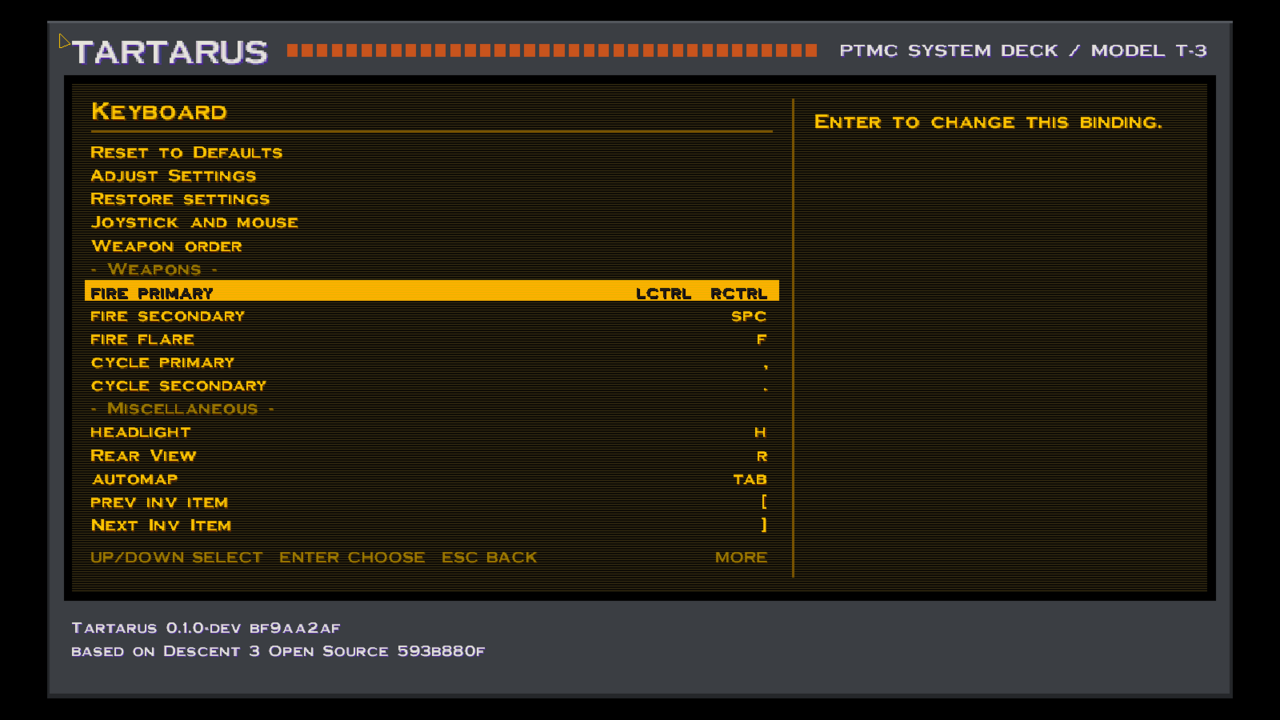 TARTARUS
PTMC SYSTEM DECK / MODEL T-3
KEYBOARD
RESET TO DEFAULTS
ADJUST SETTINGS
RESTORE SETTINGS
JOYSTICK AND MOUSE
WEAPON ORDER
- WEAPONS -
FIRE PRIMARY LCTRL RCTRL
FIRE SECONDARY SPC
FIRE FLARE F
CYCLE PRIMARY ,
CYCLE SECONDARY .
- MISCELLANEOUS -
HEADLIGHT H
REAR VIEW R
AUTOMAP TAB
PREV INV ITEM [
NEXT INV ITEM ]
UP/DOWN SELECT ENTER CHOOSE ESC BACK MORE
ENTER TO CHANGE THIS BINDING.
TARTARUS 0.1.0-DEV BF9AA2AF
BASED ON DESCENT 3 OPEN SOURCE 593B880F